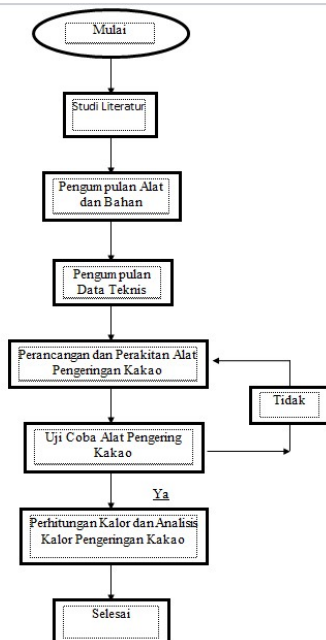 Mulai
Studi Literatur
Pengumpulan Alat
dan Bahan
Pengumpulan
Data Teknis
Perancangan dan Perakitan Alat
Pengeringan Kakao
Tidak
Uji Coba Alat Pengering
Kakao
Ya
Perhitungan Kalor dan Analisis
Kalor Pengeringan Kakao
Selesai